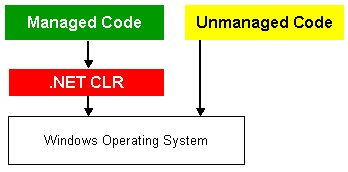 Managed Code
Unmanaged Code
.NET CLR
Windows Operating System